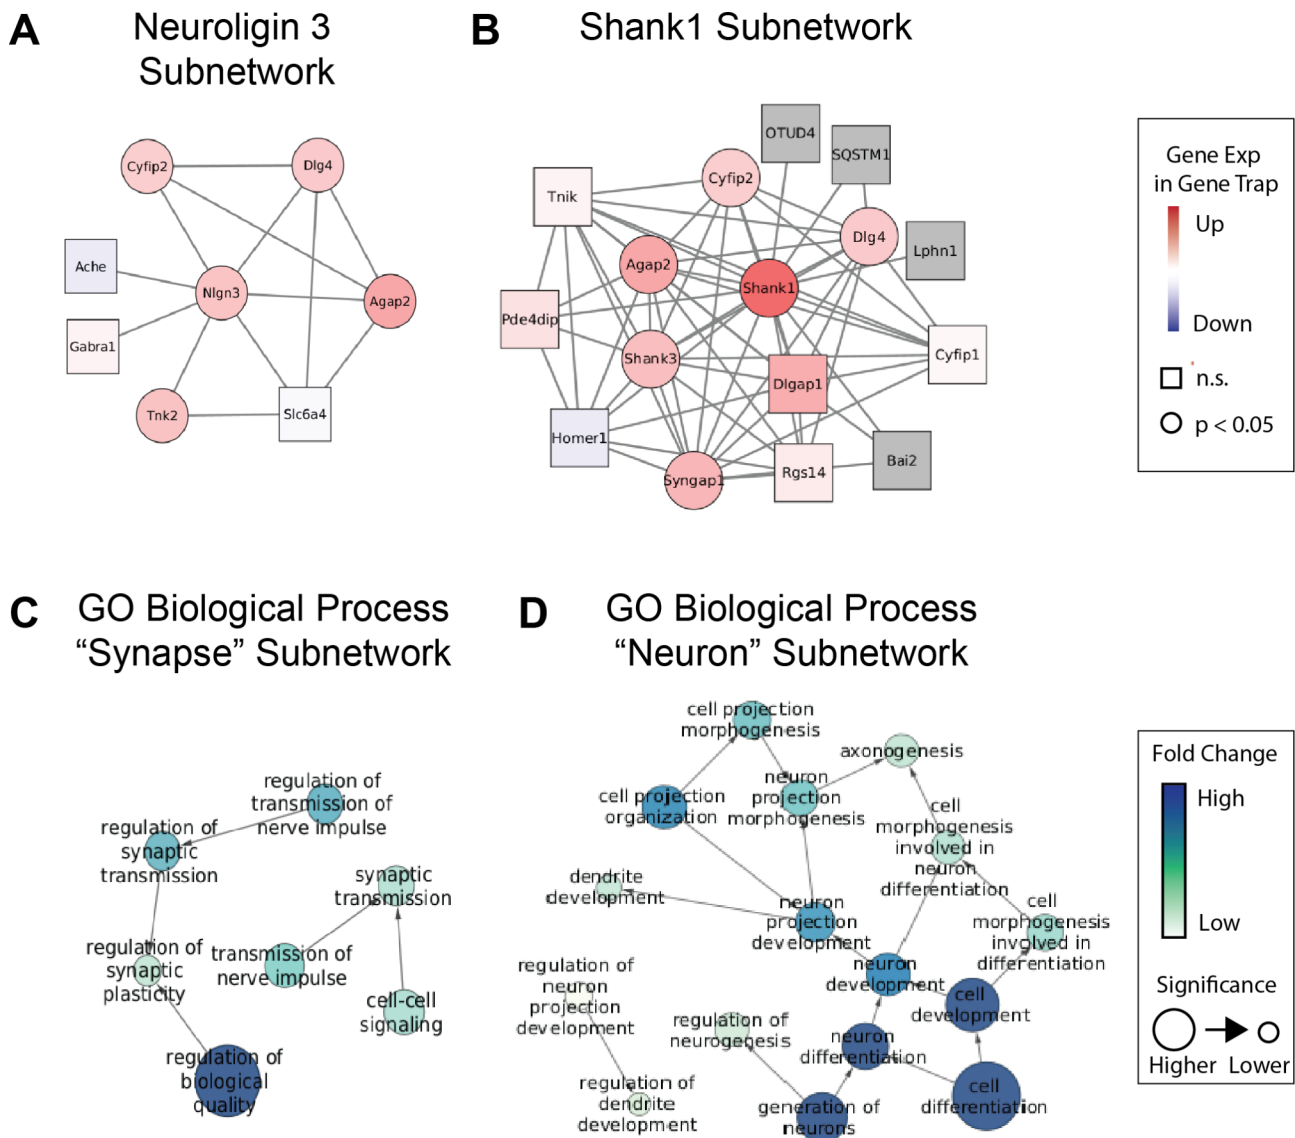 A
Neuroligin 3
Subnetwork
Cyfip2
Dlg4
Ache
Nlgn3
Agap2
Gabra1
Tnk2
Slc6a4
B
Shank1 Subnetwork
OTUD4
SQSTM1
Cyfip2
Tnik
Dlg4
Lphn1
Agap2
Shank1
Pde4dip
Shank3
Cyfip1
Dlgap1
Homer1
Bai2
Rgs14
Syngap1
Gene Exp
in Gene Trap
Up
Down
n.s.
p < 0.05
C
GO Biological Process
“Synapse” Subnetwork
regulation of
transmission of
nerve impulse
regulation of
synaptic
transmission
synaptic
transmission
regulation of
synaptic
plasticity
transmission of
nerve impulse
cell-cell
signaling
regulation of
biological
quality
D
GO Biological Process
“Neuron” Subnetwork
cell projection
morphogenesis
axonogenesis
neuron
projection
morphogenesis
cell projection
organization
cell
morphogenesis
involved in
neuron
differentiation
dendrite
development
neuron
projection
development
cell
morphogenesis
involved in
differentiation
regulation of
neuron
projection
development
neuron
development
cell
development
regulation of
neurogenesis
neuron
differentiation
regulation of
dendrite
development
generation of
neurons
cell
differentiation
Fold Change
High
Low
Significance
Higher Lower